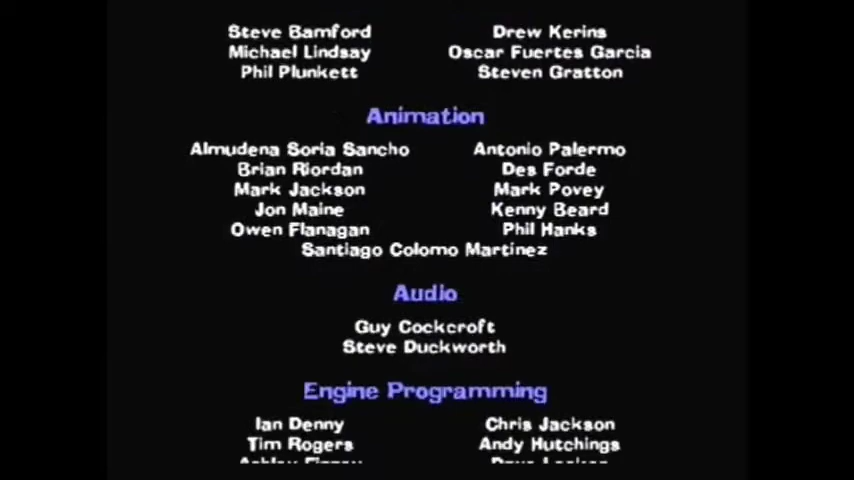 Steve Bamford Drew Kerins
Michael Lindsay Oscar Fuertes Garcia
Phil Plunkett Steven Gratton
Animation
Almudena Soria Sancho Antonio Palermo
Brian Riordan Des Forde
Mark Jackson Mark Povey
Jon Maine Kenny Beard
Owen Flanagan Phil Hanks
Santiago Colomo Martinez
Audio
Guy Cockcroft
Steve Duckworth
Engine Programming
Ian Denny Chris Jackson
Tim Rogers Andy Hutchings